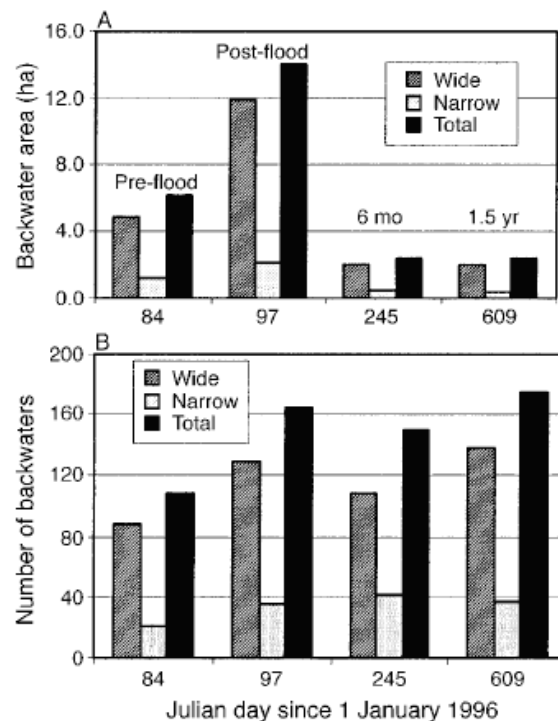 A
16.0
Post-flood
Wide
Narrow
Total
12.0
8.0
Pre-flood
6 mo
1.5 yr
4.0
0.0
84
97
245
609
Backwater area (ha)
B
200
Wide
Narrow
Total
160
120
80
40
0
84
97
245
609
Number of backwaters
Julian day since 1 January 1996